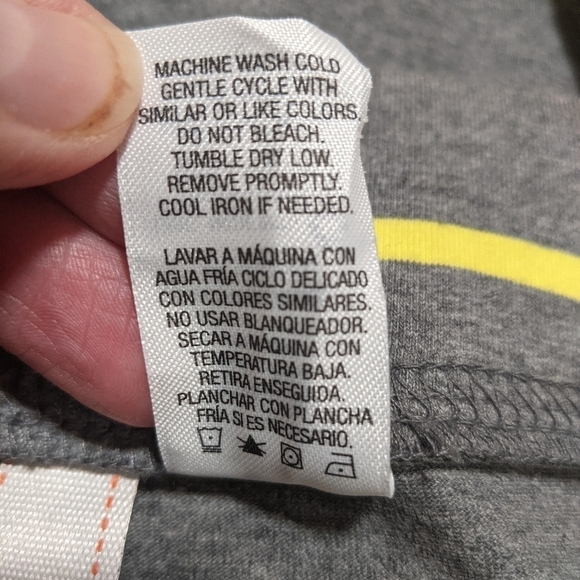 MACHINE WASH COLD
GENTLE CYCLE WITH
SIMILAR OR LIKE COLORS.
DO NOT BLEACH.
TUMBLE DRY LOW.
REMOVE PROMPTLY.
COOL IRON IF NEEDED.
LAVAR A MÁQUINA CON
AGUA FRÍA CICLO DELICADO
CON COLORES SIMILARES.
NO USAR BLANQUEADOR.
SECAR A MÁQUINA CON
TEMPERATURA BAJA.
RETIRA ENSEGUIDA.
PLANCHAR CON PLANCHA
FRÍA SI ES NECESARIO.